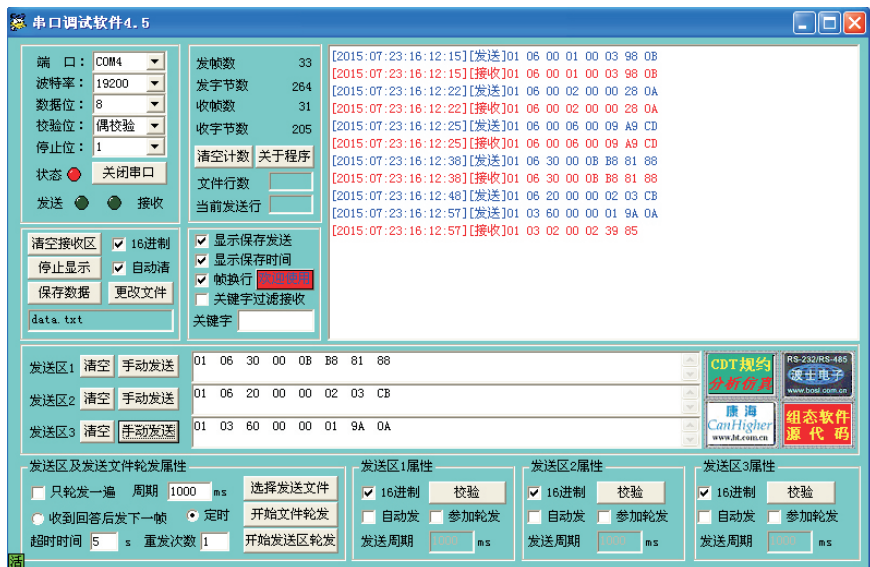 串口调试软件4.5
端 口: COM4
波特率: 19200
数据位: 8
校验位: 偶校验
停止位: 1
状态 关闭串口
发送 接收
发帧数 33
发字节数 264
收帧数 31
收字节数 205
清空计数 关于程序
文件行数
当前发送行
[2015:07:23:16:12:15][发送]01 06 00 01 00 03 98 0B
[2015:07:23:16:12:15][接收]01 06 00 01 00 03 98 0B
[2015:07:23:16:12:22][发送]01 06 00 02 00 00 28 0A
[2015:07:23:16:12:22][接收]01 06 00 02 00 00 28 0A
[2015:07:23:16:12:25][发送]01 06 00 06 00 09 A9 CD
[2015:07:23:16:12:25][接收]01 06 00 06 00 09 A9 CD
[2015:07:23:16:12:38][发送]01 06 30 00 0B B8 81 88
[2015:07:23:16:12:38][接收]01 06 30 00 0B B8 81 88
[2015:07:23:16:12:48][发送]01 06 20 00 00 02 03 CB
[2015:07:23:16:12:57][发送]01 03 60 00 00 01 9A 0A
[2015:07:23:16:12:57][接收]01 03 02 00 02 39 85
清空接收区 16进制
停止显示 自动清
保存数据 更改文件
data.txt
显示保存发送
显示保存时间
帧换行 欢迎使用
关键字过滤接收
关键字
发送区1 清空 手动发送 01 06 30 00 0B B8 81 88
发送区2 清空 手动发送 01 06 20 00 00 02 03 CB
发送区3 清空 手动发送 01 03 60 00 00 01 9A 0A
CDT规约
分析仿真
RS-232/RS-485
波士电子
www.bosi.com.cn
康海
CanHigher
www.ht.com.cn
组态软件
源代码
发送区及发送文件轮发属性
只轮发一遍 周期 1000 ms 选择发送文件
收到回答后发下一帧 定时 开始文件轮发
超时时间 5 s 重发次数 1 开始发送区轮发
发送区1属性
16进制 校验
自动发 参加轮发
发送周期 1000 ms
发送区2属性
16进制 校验
自动发 参加轮发
发送周期 1000 ms
发送区3属性
16进制 校验
自动发 参加轮发
发送周期 1000 ms
活